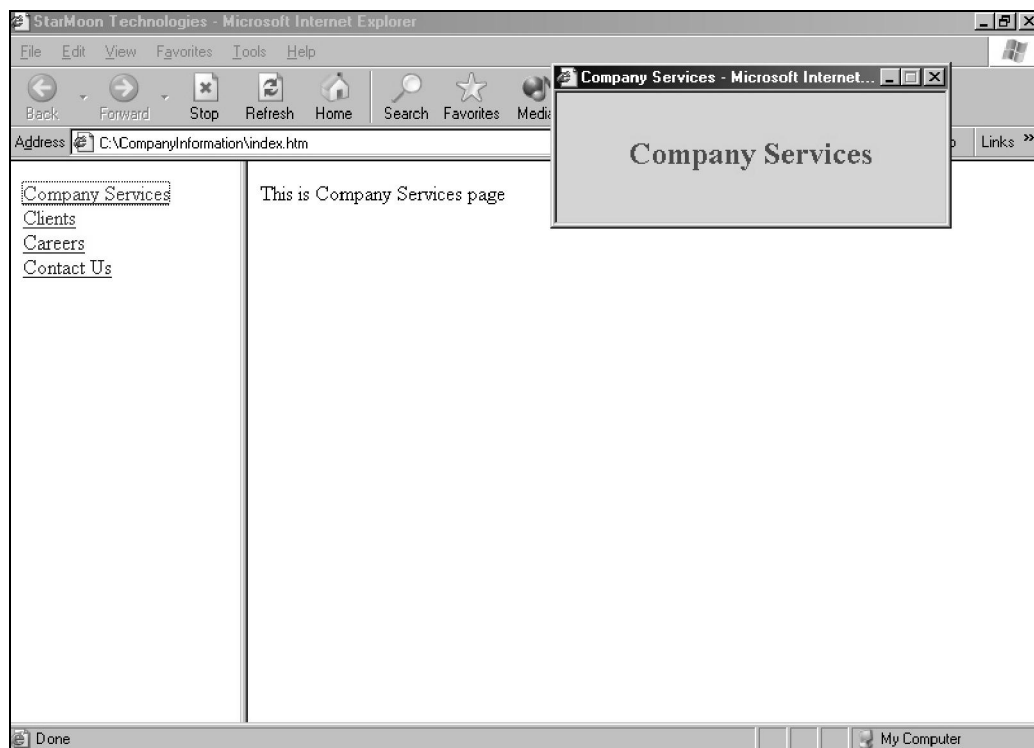 StarMoon Technologies - Microsoft Internet Explorer
File Edit View Favorites Tools Help
Back Forward Stop Refresh Home Search Favorites
Address C:\CompanyInformation\index.htm Links »
Company Services - Microsoft Internet...
Company Services
Company Services
Clients
Careers
Contact Us
This is Company Services page
Done My Computer